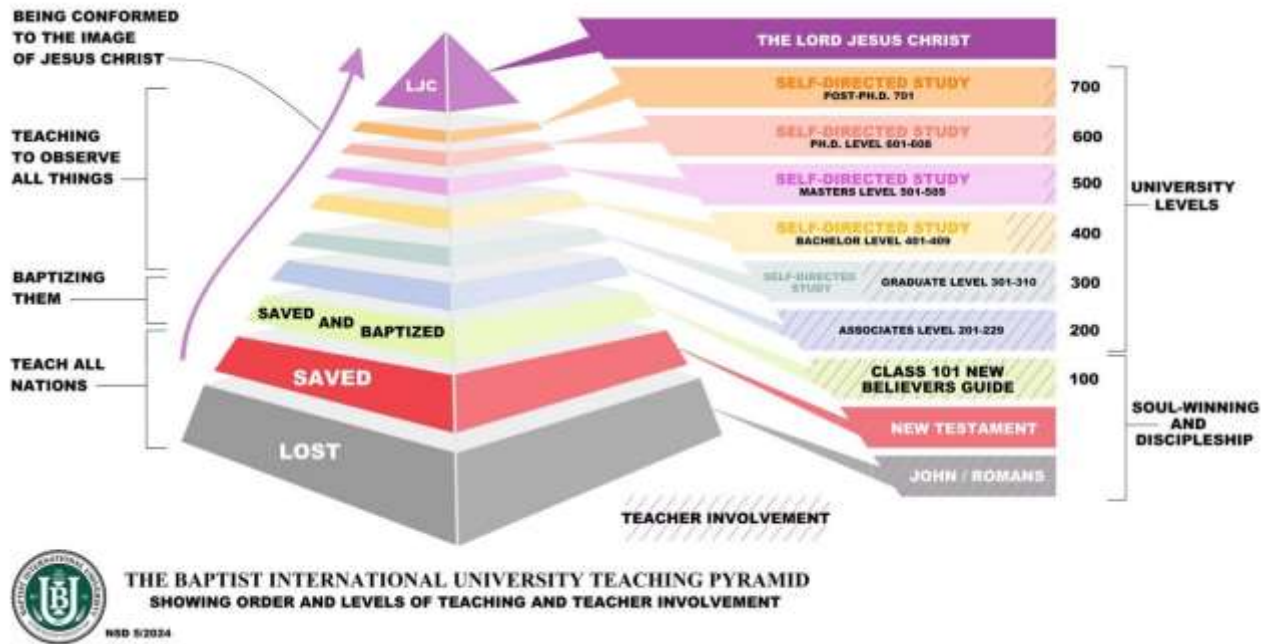 BEING CONFORMED
TO THE IMAGE
OF JESUS CHRIST
TEACHING
TO OBSERVE
ALL THINGS
BAPTIZING
THEM
TEACH ALL
NATIONS
LJC
SAVED AND BAPTIZED
SAVED
LOST
THE LORD JESUS CHRIST
SELF-DIRECTED STUDY
POST-PH.D. 701
700
SELF-DIRECTED STUDY
PH.D. LEVEL 601-608
600
SELF-DIRECTED STUDY
MASTERS LEVEL 501-505
500
SELF-DIRECTED STUDY
BACHELOR LEVEL 401-409
400
SELF-DIRECTED
STUDY
GRADUATE LEVEL 301-310
300
ASSOCIATES LEVEL 201-229
200
CLASS 101 NEW
BELIEVERS GUIDE
100
NEW TESTAMENT
JOHN / ROMANS
UNIVERSITY
LEVELS
SOUL-WINNING
AND
DISCIPLESHIP
TEACHER INVOLVEMENT
BAPTIST INTERNATIONAL UNIVERSITY
THE BAPTIST INTERNATIONAL UNIVERSITY TEACHING PYRAMID
SHOWING ORDER AND LEVELS OF TEACHING AND TEACHER INVOLVEMENT
NSD 5/2024